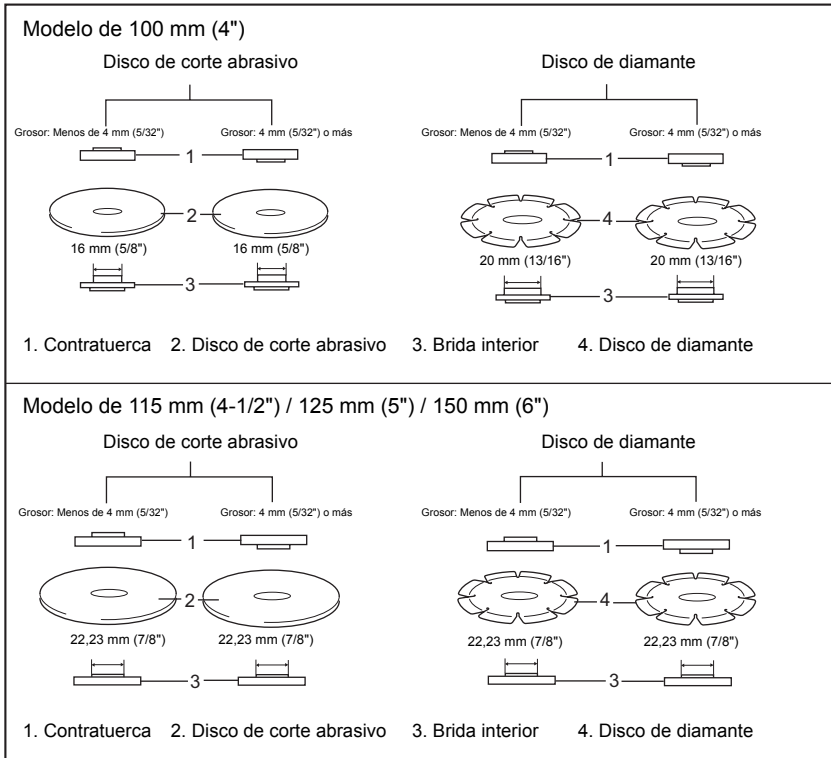 Modelo de 100 mm (4")
Disco de corte abrasivo
Disco de diamante
Grosor: Menos de 4 mm (5/32")
Grosor: 4 mm (5/32") o más
Grosor: Menos de 4 mm (5/32")
Grosor: 4 mm (5/32") o más
1
1
2
4
16 mm (5/8")
16 mm (5/8")
20 mm (13/16")
20 mm (13/16")
3
3
1. Contratuerca 2. Disco de corte abrasivo 3. Brida interior 4. Disco de diamante
Modelo de 115 mm (4-1/2") / 125 mm (5") / 150 mm (6")
Disco de corte abrasivo
Disco de diamante
Grosor: Menos de 4 mm (5/32")
Grosor: 4 mm (5/32") o más
Grosor: Menos de 4 mm (5/32")
Grosor: 4 mm (5/32") o más
1
1
2
4
22,23 mm (7/8")
22,23 mm (7/8")
22,23 mm (7/8")
22,23 mm (7/8")
3
3
1. Contratuerca 2. Disco de corte abrasivo 3. Brida interior 4. Disco de diamante